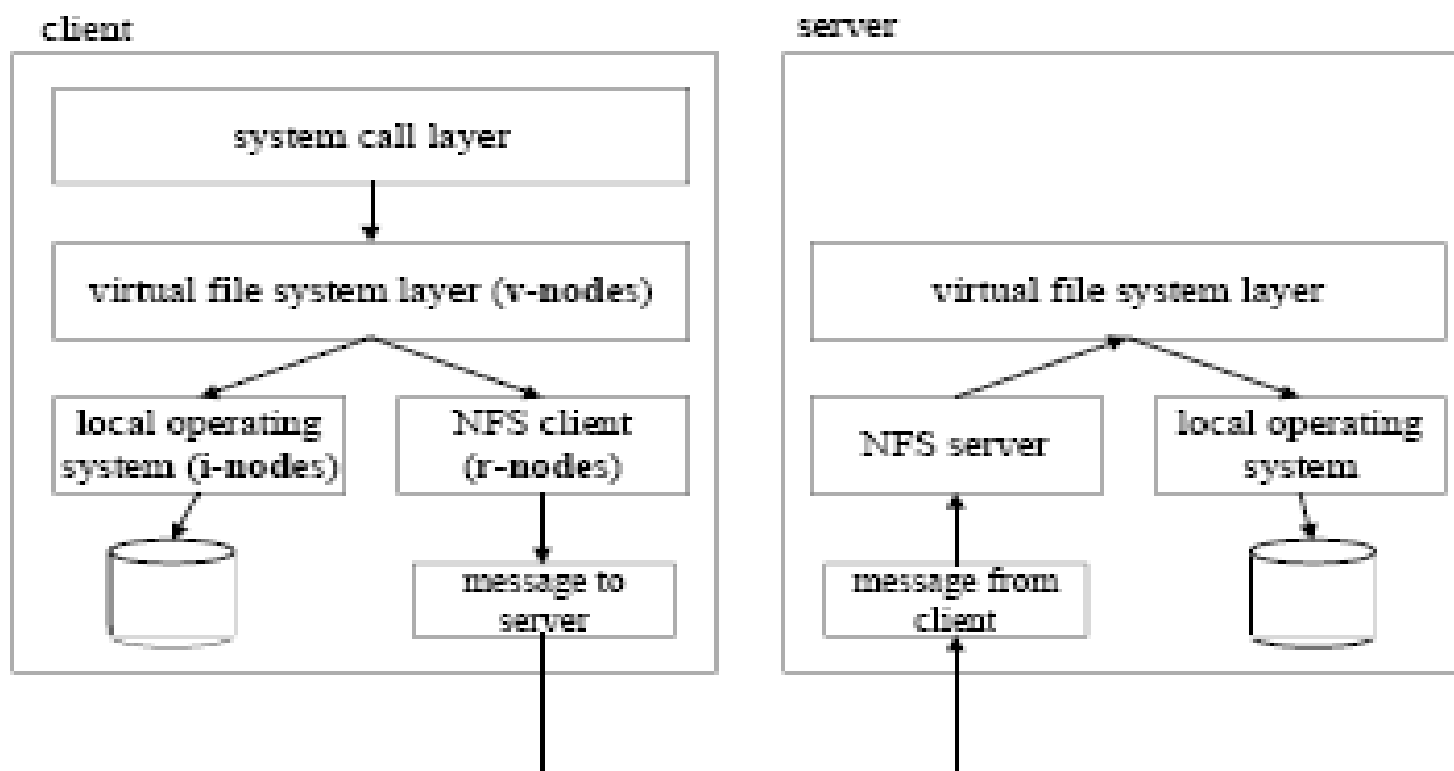 client
system call layer
virtual file system layer (v-nodes)
local operating
system (i-nodes)
NFS client
(r-nodes)
message to
server
server
virtual file system layer
NFS server
local operating
system
message from
client